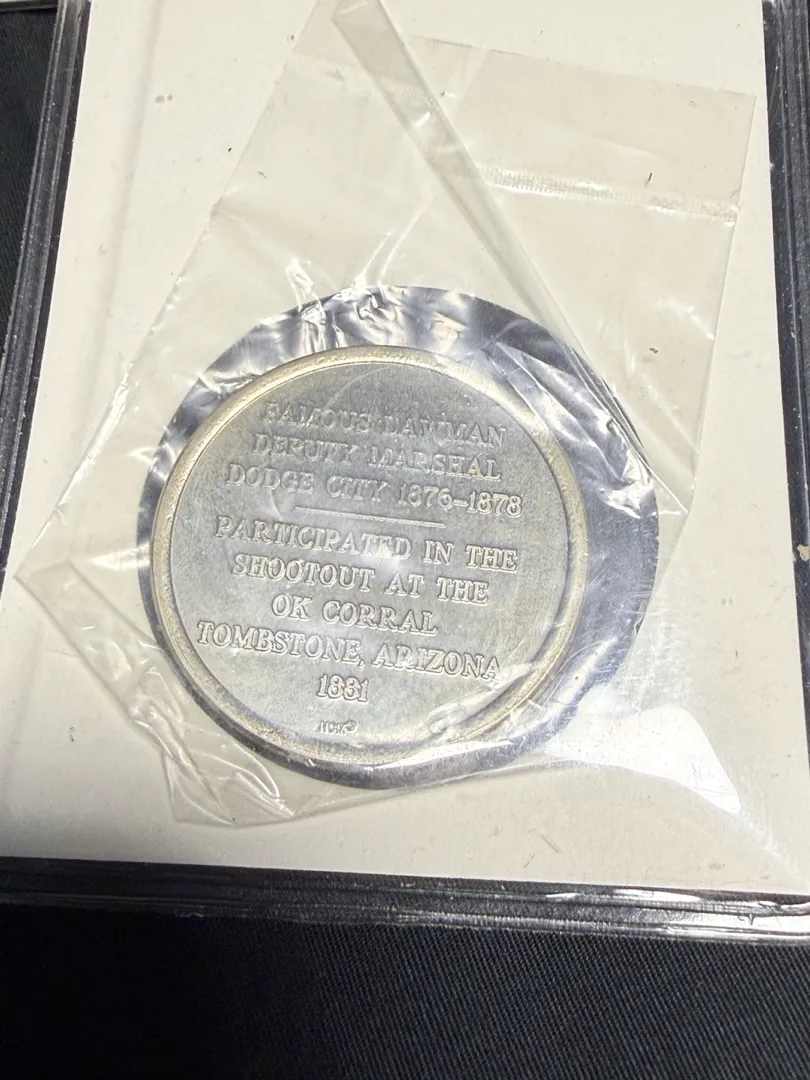 FAMOUS LAWMAN
DEPUTY MARSHAL
DODGE CITY 1876–1878
PARTICIPATED IN THE
SHOOTOUT AT THE
OK CORRAL
TOMBSTONE, ARIZONA
1881